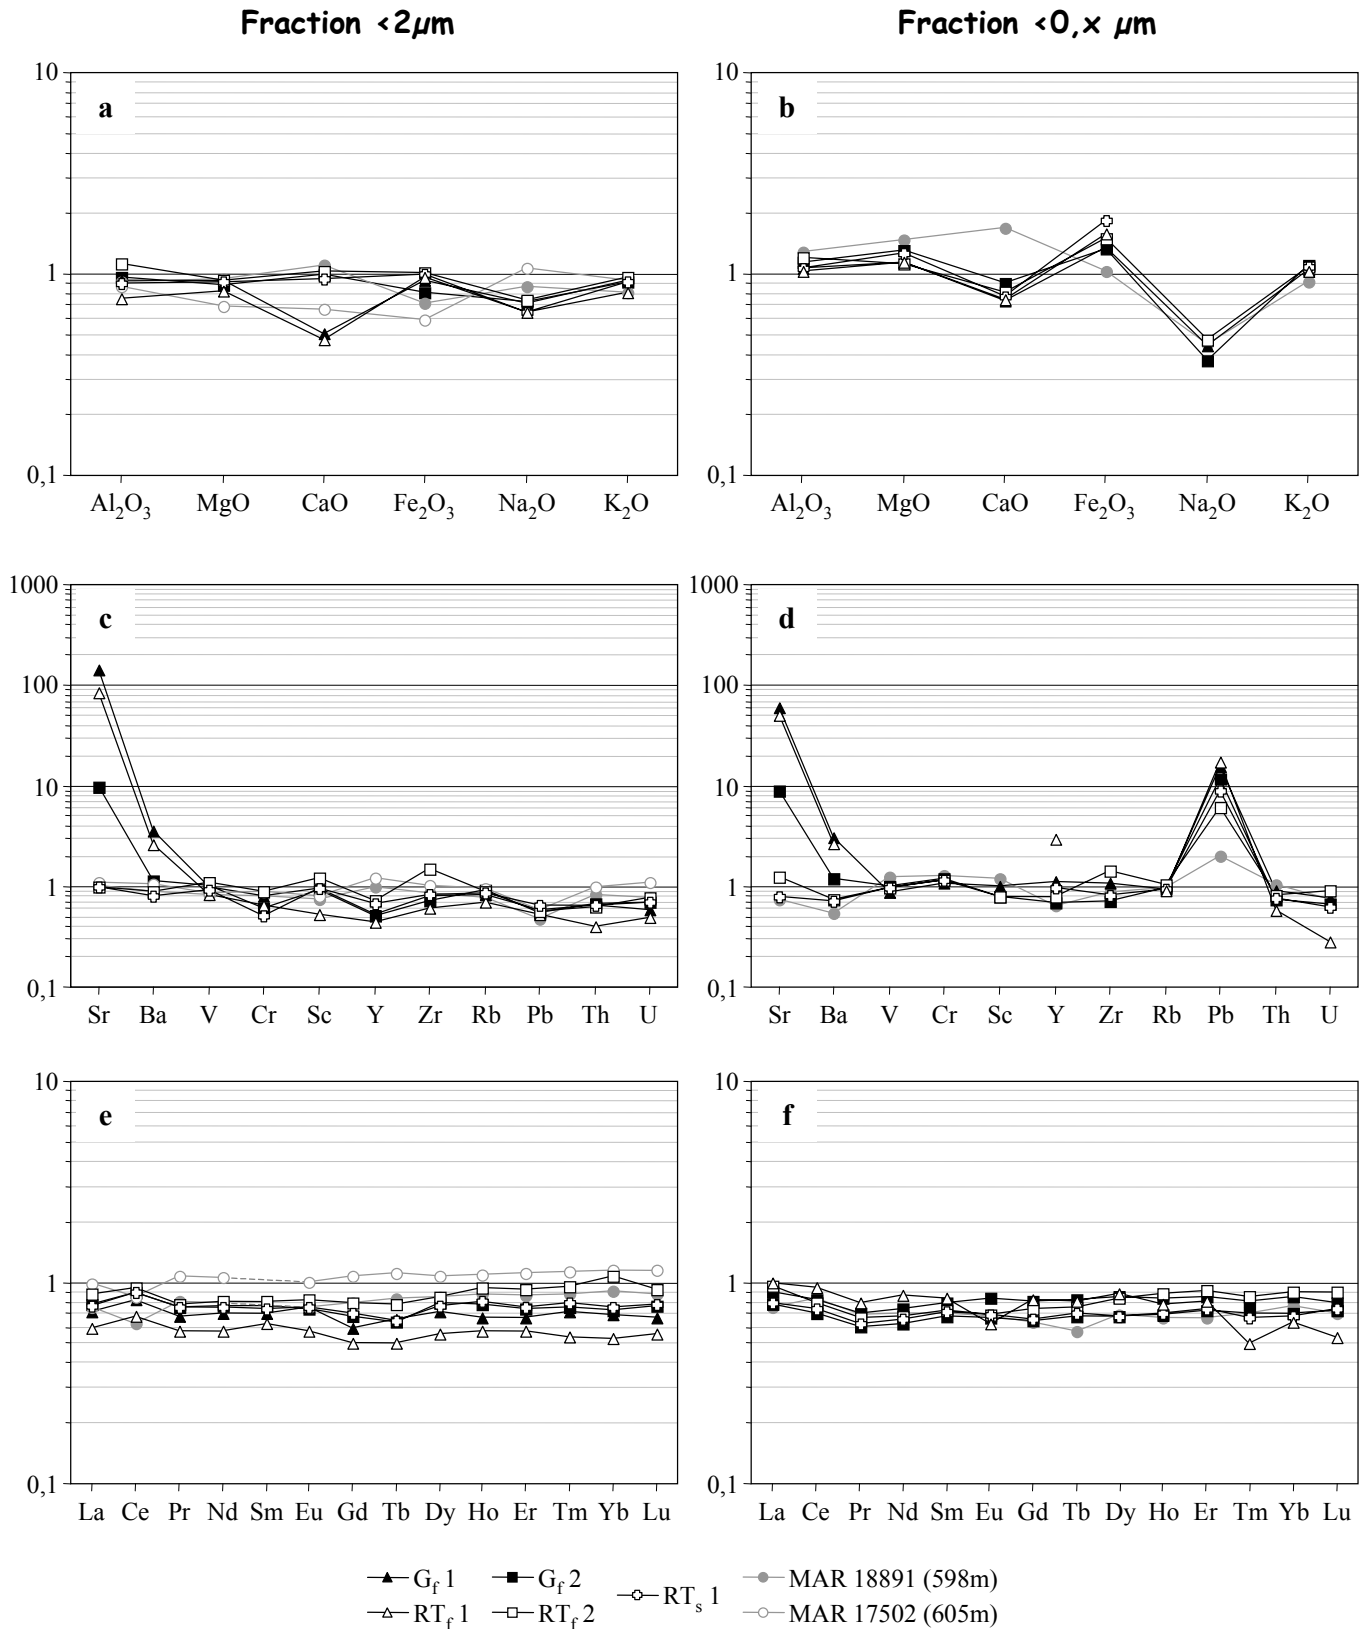 Fraction <2µm
Fraction <0,x µm
10
1
0,1
a
Al₂O₃ MgO CaO Fe₂O₃ Na₂O K₂O
10
1
0,1
b
Al₂O₃ MgO CaO Fe₂O₃ Na₂O K₂O
1000
100
10
1
0,1
c
Sr Ba V Cr Sc Y Zr Rb Pb Th U
1000
100
10
1
0,1
d
Sr Ba V Cr Sc Y Zr Rb Pb Th U
10
1
0,1
e
La Ce Pr Nd Sm Eu Gd Tb Dy Ho Er Tm Yb Lu
10
1
0,1
f
La Ce Pr Nd Sm Eu Gd Tb Dy Ho Er Tm Yb Lu
G_f 1 G_f 2 RT_s 1 MAR 18891 (598m)
RT_f 1 RT_f 2 MAR 17502 (605m)